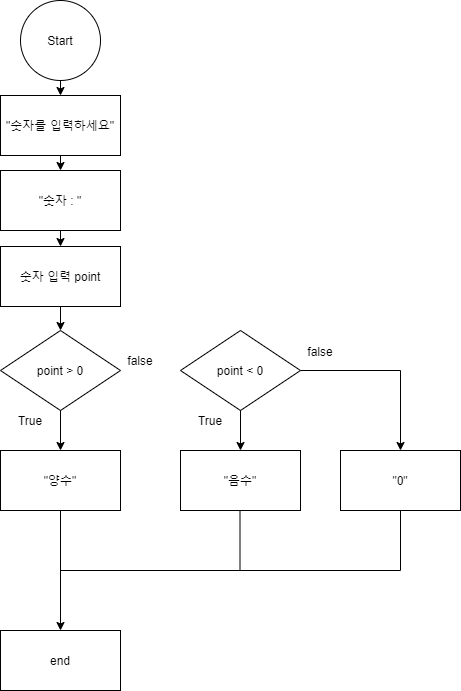 Start
"숫자를 입력하세요"
"숫자 : "
숫자 입력 point
point > 0
false
True
point < 0
false
True
"양수"
"음수"
"0"
end